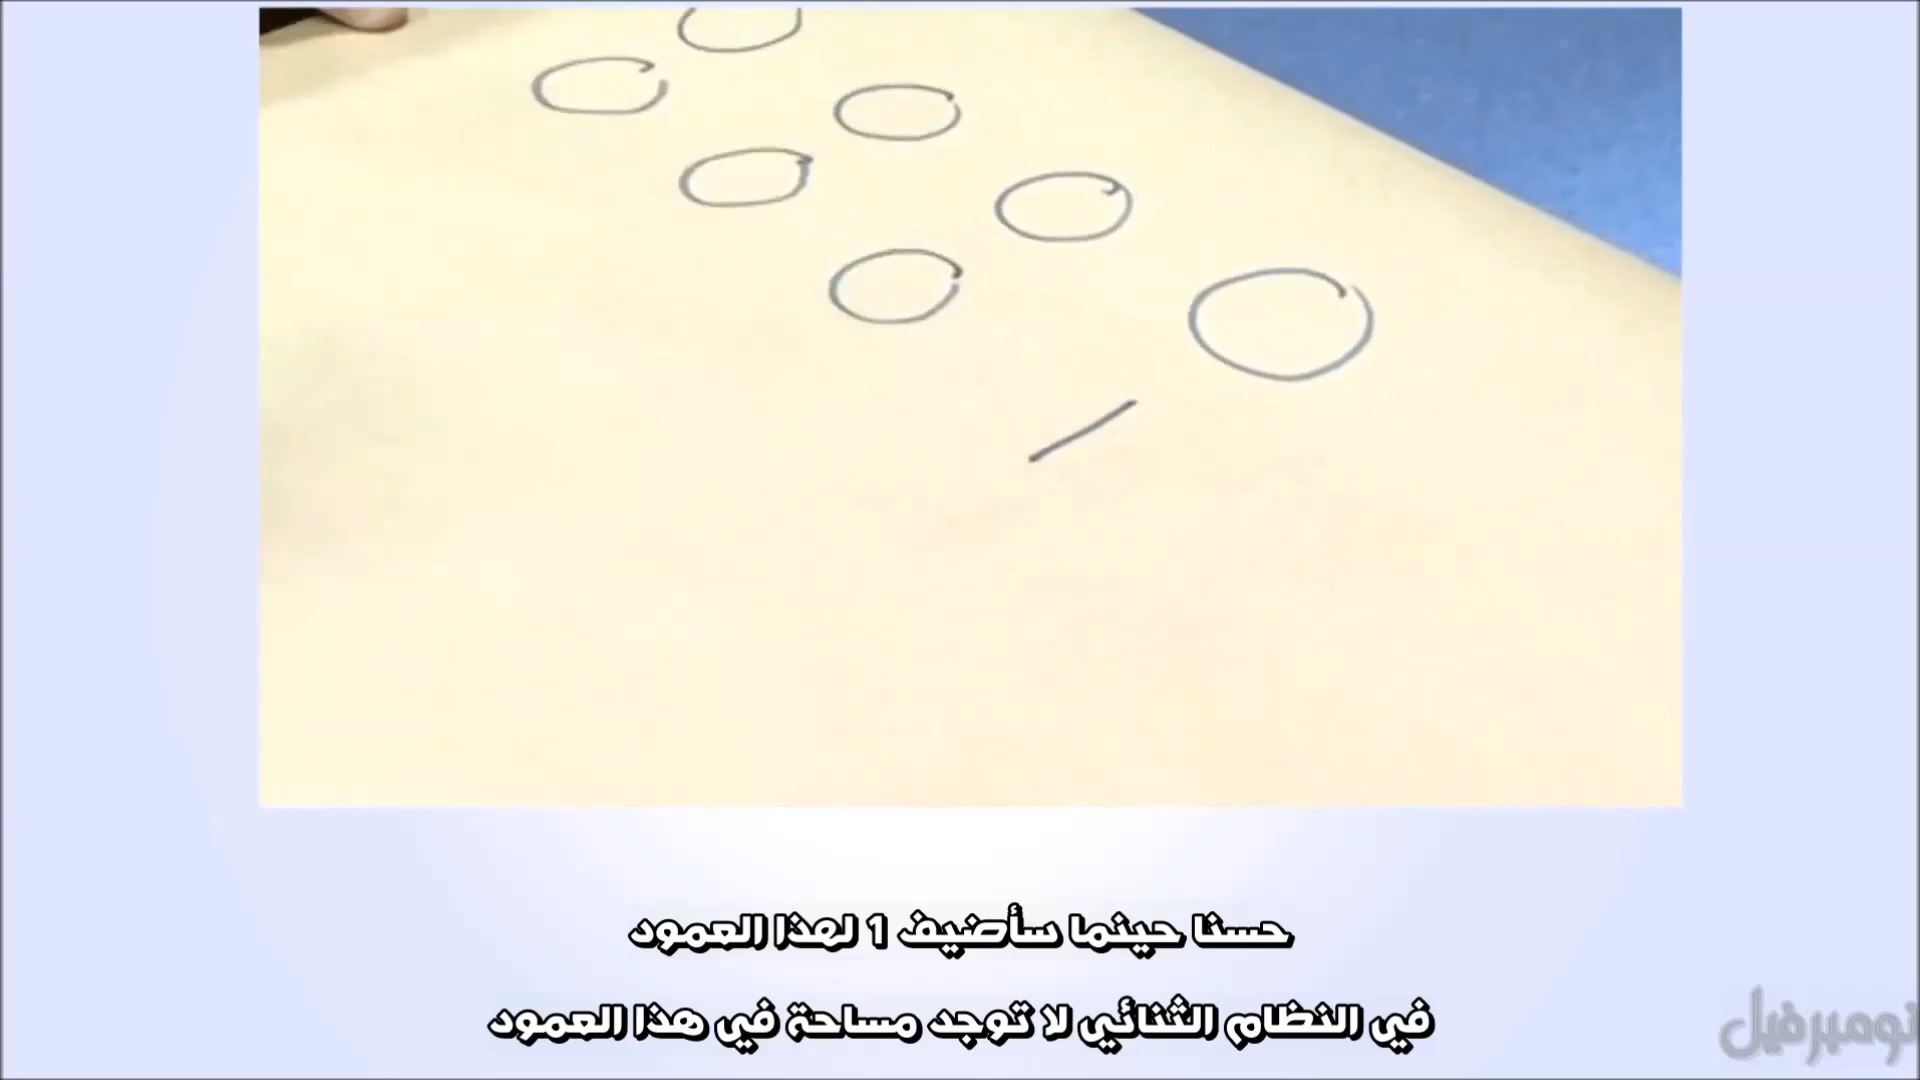 حسنا حينما سأضيف 1 لهذا العمود
في النظام الثنائي لا توجد مساحة في هذا العمود
نومبرفيل